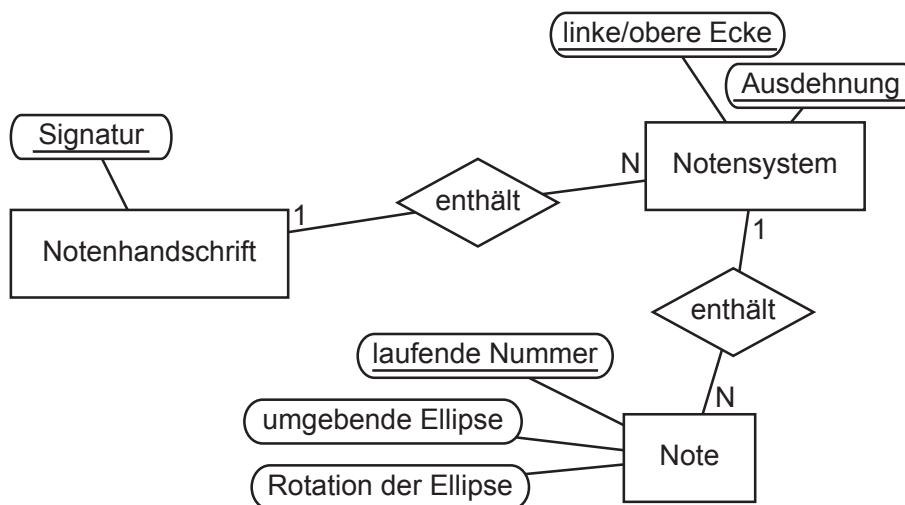 linke/obere Ecke
Ausdehnung
Signatur
N
Notensystem
enthält
1
Notenhandschrift
1
enthält
laufende Nummer
N
umgebende Ellipse
Note
Rotation der Ellipse